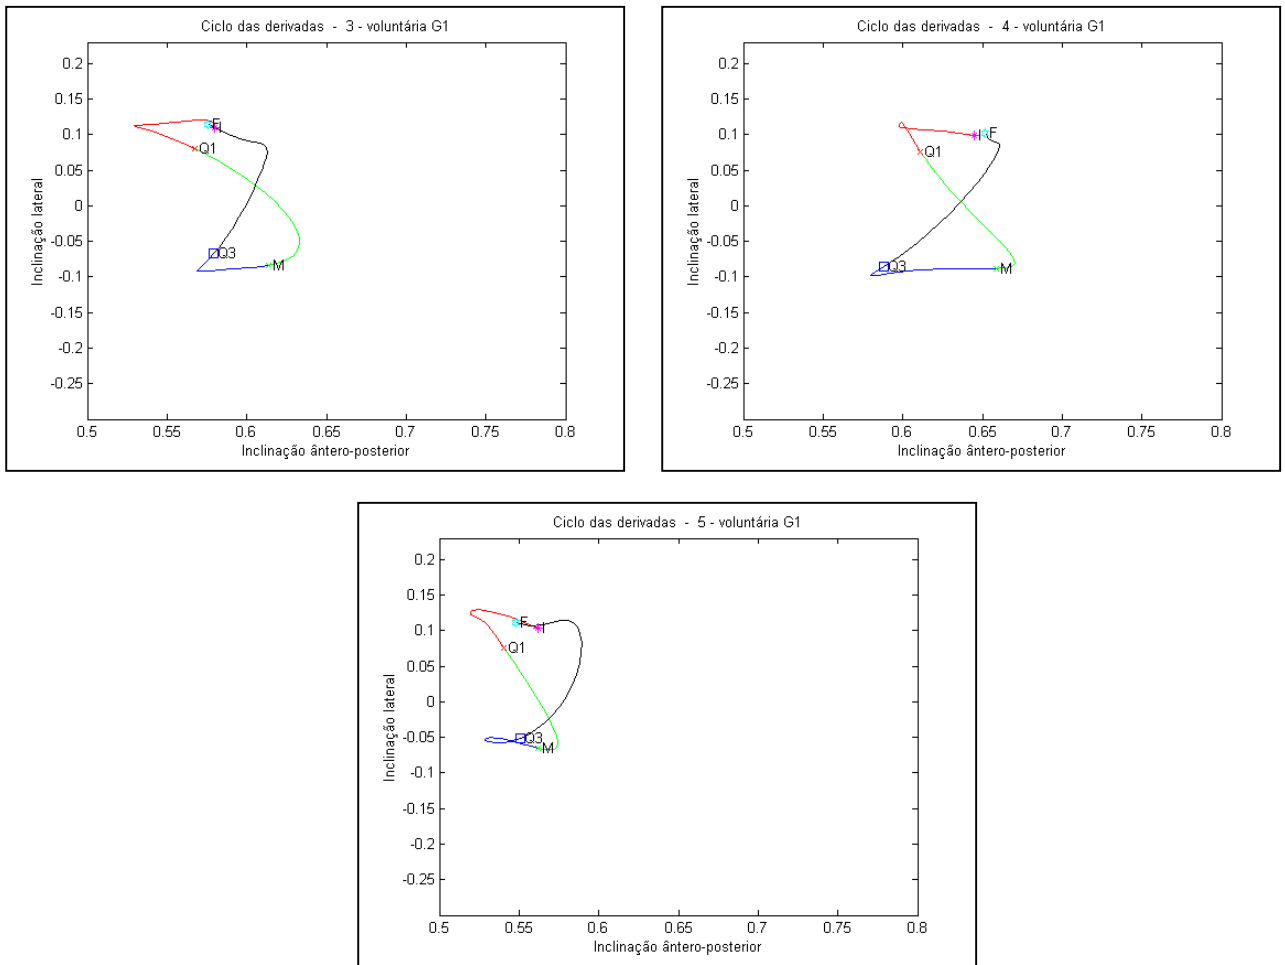 Ciclo das derivadas - 3 - voluntária G1
0.2
0.15
0.1
0.05
0
-0.05
-0.1
-0.15
-0.2
-0.25
Inclinação lateral
F
I
Q1
Q3
M
0.5 0.55 0.6 0.65 0.7 0.75 0.8
Inclinação ântero-posterior
Ciclo das derivadas - 4 - voluntária G1
0.2
0.15
0.1
0.05
0
-0.05
-0.1
-0.15
-0.2
-0.25
Inclinação lateral
I
F
Q1
Q3
M
0.5 0.55 0.6 0.65 0.7 0.75 0.8
Inclinação ântero-posterior
Ciclo das derivadas - 5 - voluntária G1
0.2
0.15
0.1
0.05
0
-0.05
-0.1
-0.15
-0.2
-0.25
Inclinação lateral
F
I
Q1
Q3
M
0.5 0.55 0.6 0.65 0.7 0.75 0.8
Inclinação ântero-posterior